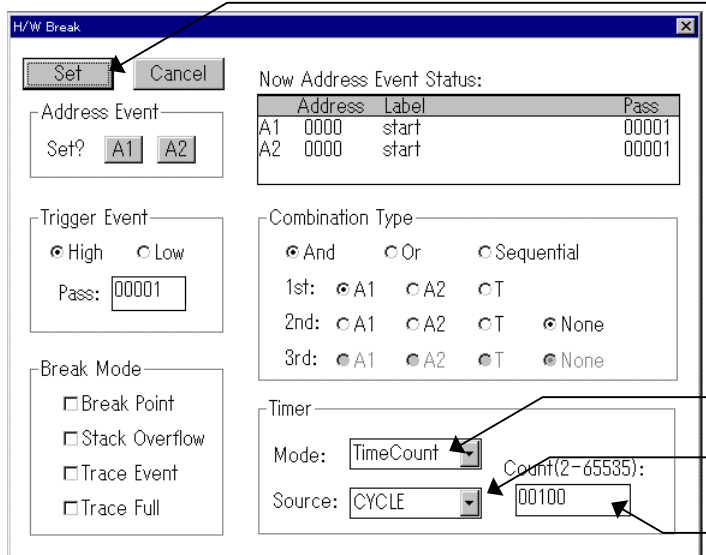 H/W Break
Set Cancel
Now Address Event Status:
Address Label Pass
A1 0000 start 00001
A2 0000 start 00001
Address Event
Set? A1 A2
Trigger Event
High Low
Pass: 00001
Combination Type
And Or Sequential
1st: A1 A2 T
2nd: A1 A2 T None
3rd: A1 A2 T None
Break Mode
Break Point
Stack Overflow
Trace Event
Trace Full
Timer
Mode: TimeCount
Count(2-65535):
Source: CYCLE 00100